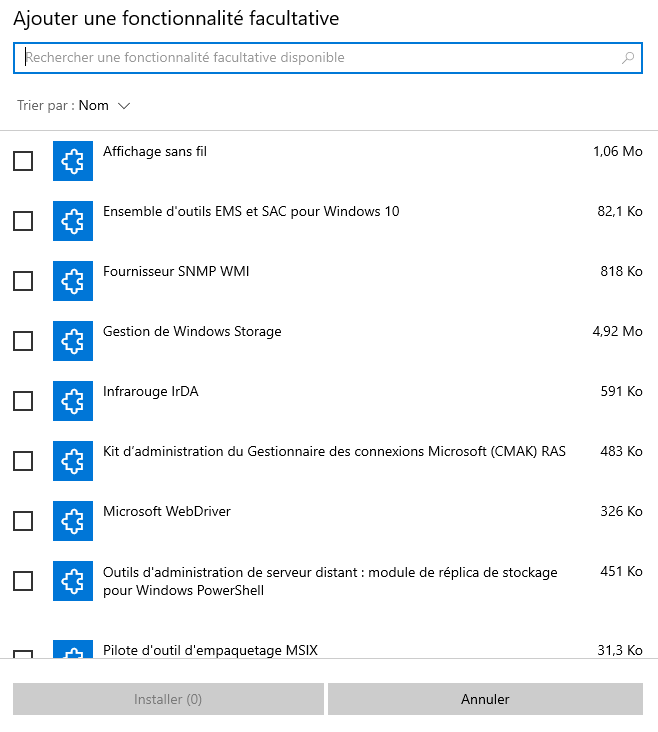 Ajouter une fonctionnalité facultative
Rechercher une fonctionnalité facultative disponible
Trier par : Nom
Affichage sans fil 1,06 Mo
Ensemble d'outils EMS et SAC pour Windows 10 82,1 Ko
Fournisseur SNMP WMI 818 Ko
Gestion de Windows Storage 4,92 Mo
Infrarouge IrDA 591 Ko
Kit d’administration du Gestionnaire des connexions Microsoft (CMAK) RAS 483 Ko
Microsoft WebDriver 326 Ko
Outils d'administration de serveur distant : module de réplica de stockage 451 Ko
pour Windows PowerShell
Pilote d'outil d'empaquetage MSIX 31,3 Ko
Installer (0) Annuler